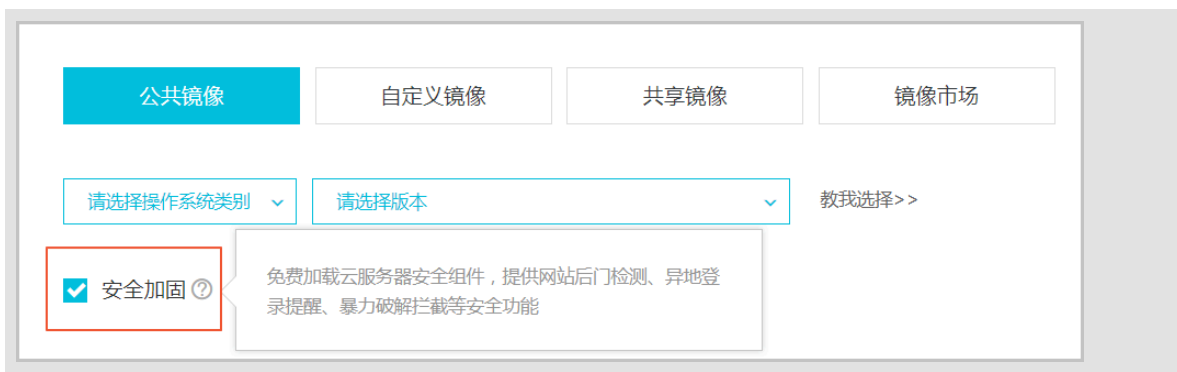 公共镜像
自定义镜像
共享镜像
镜像市场
请选择操作系统类别
请选择版本
教我选择>>
安全加固
免费加载云服务器安全组件，提供网站后门检测、异地登
录提醒、暴力破解拦截等安全功能